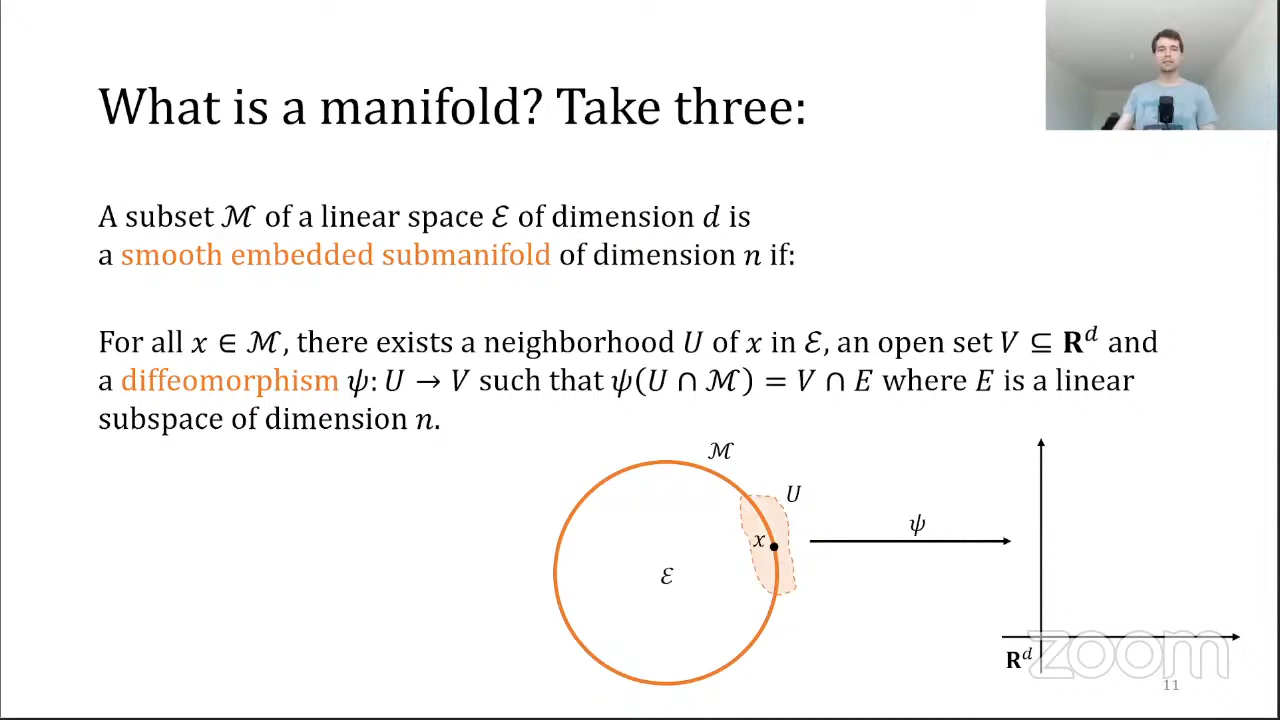 What is a manifold? Take three:
A subset ℳ of a linear space ℰ of dimension d is
a smooth embedded submanifold of dimension n if:
For all x ∈ ℳ, there exists a neighborhood U of x in ℰ, an open set V ⊆ 𝐑ᵈ and
a diffeomorphism ψ: U → V such that ψ(U ∩ ℳ) = V ∩ E where E is a linear
subspace of dimension n.
ℳ
U
ψ
x
ℰ
𝐑ᵈ
zoom
11